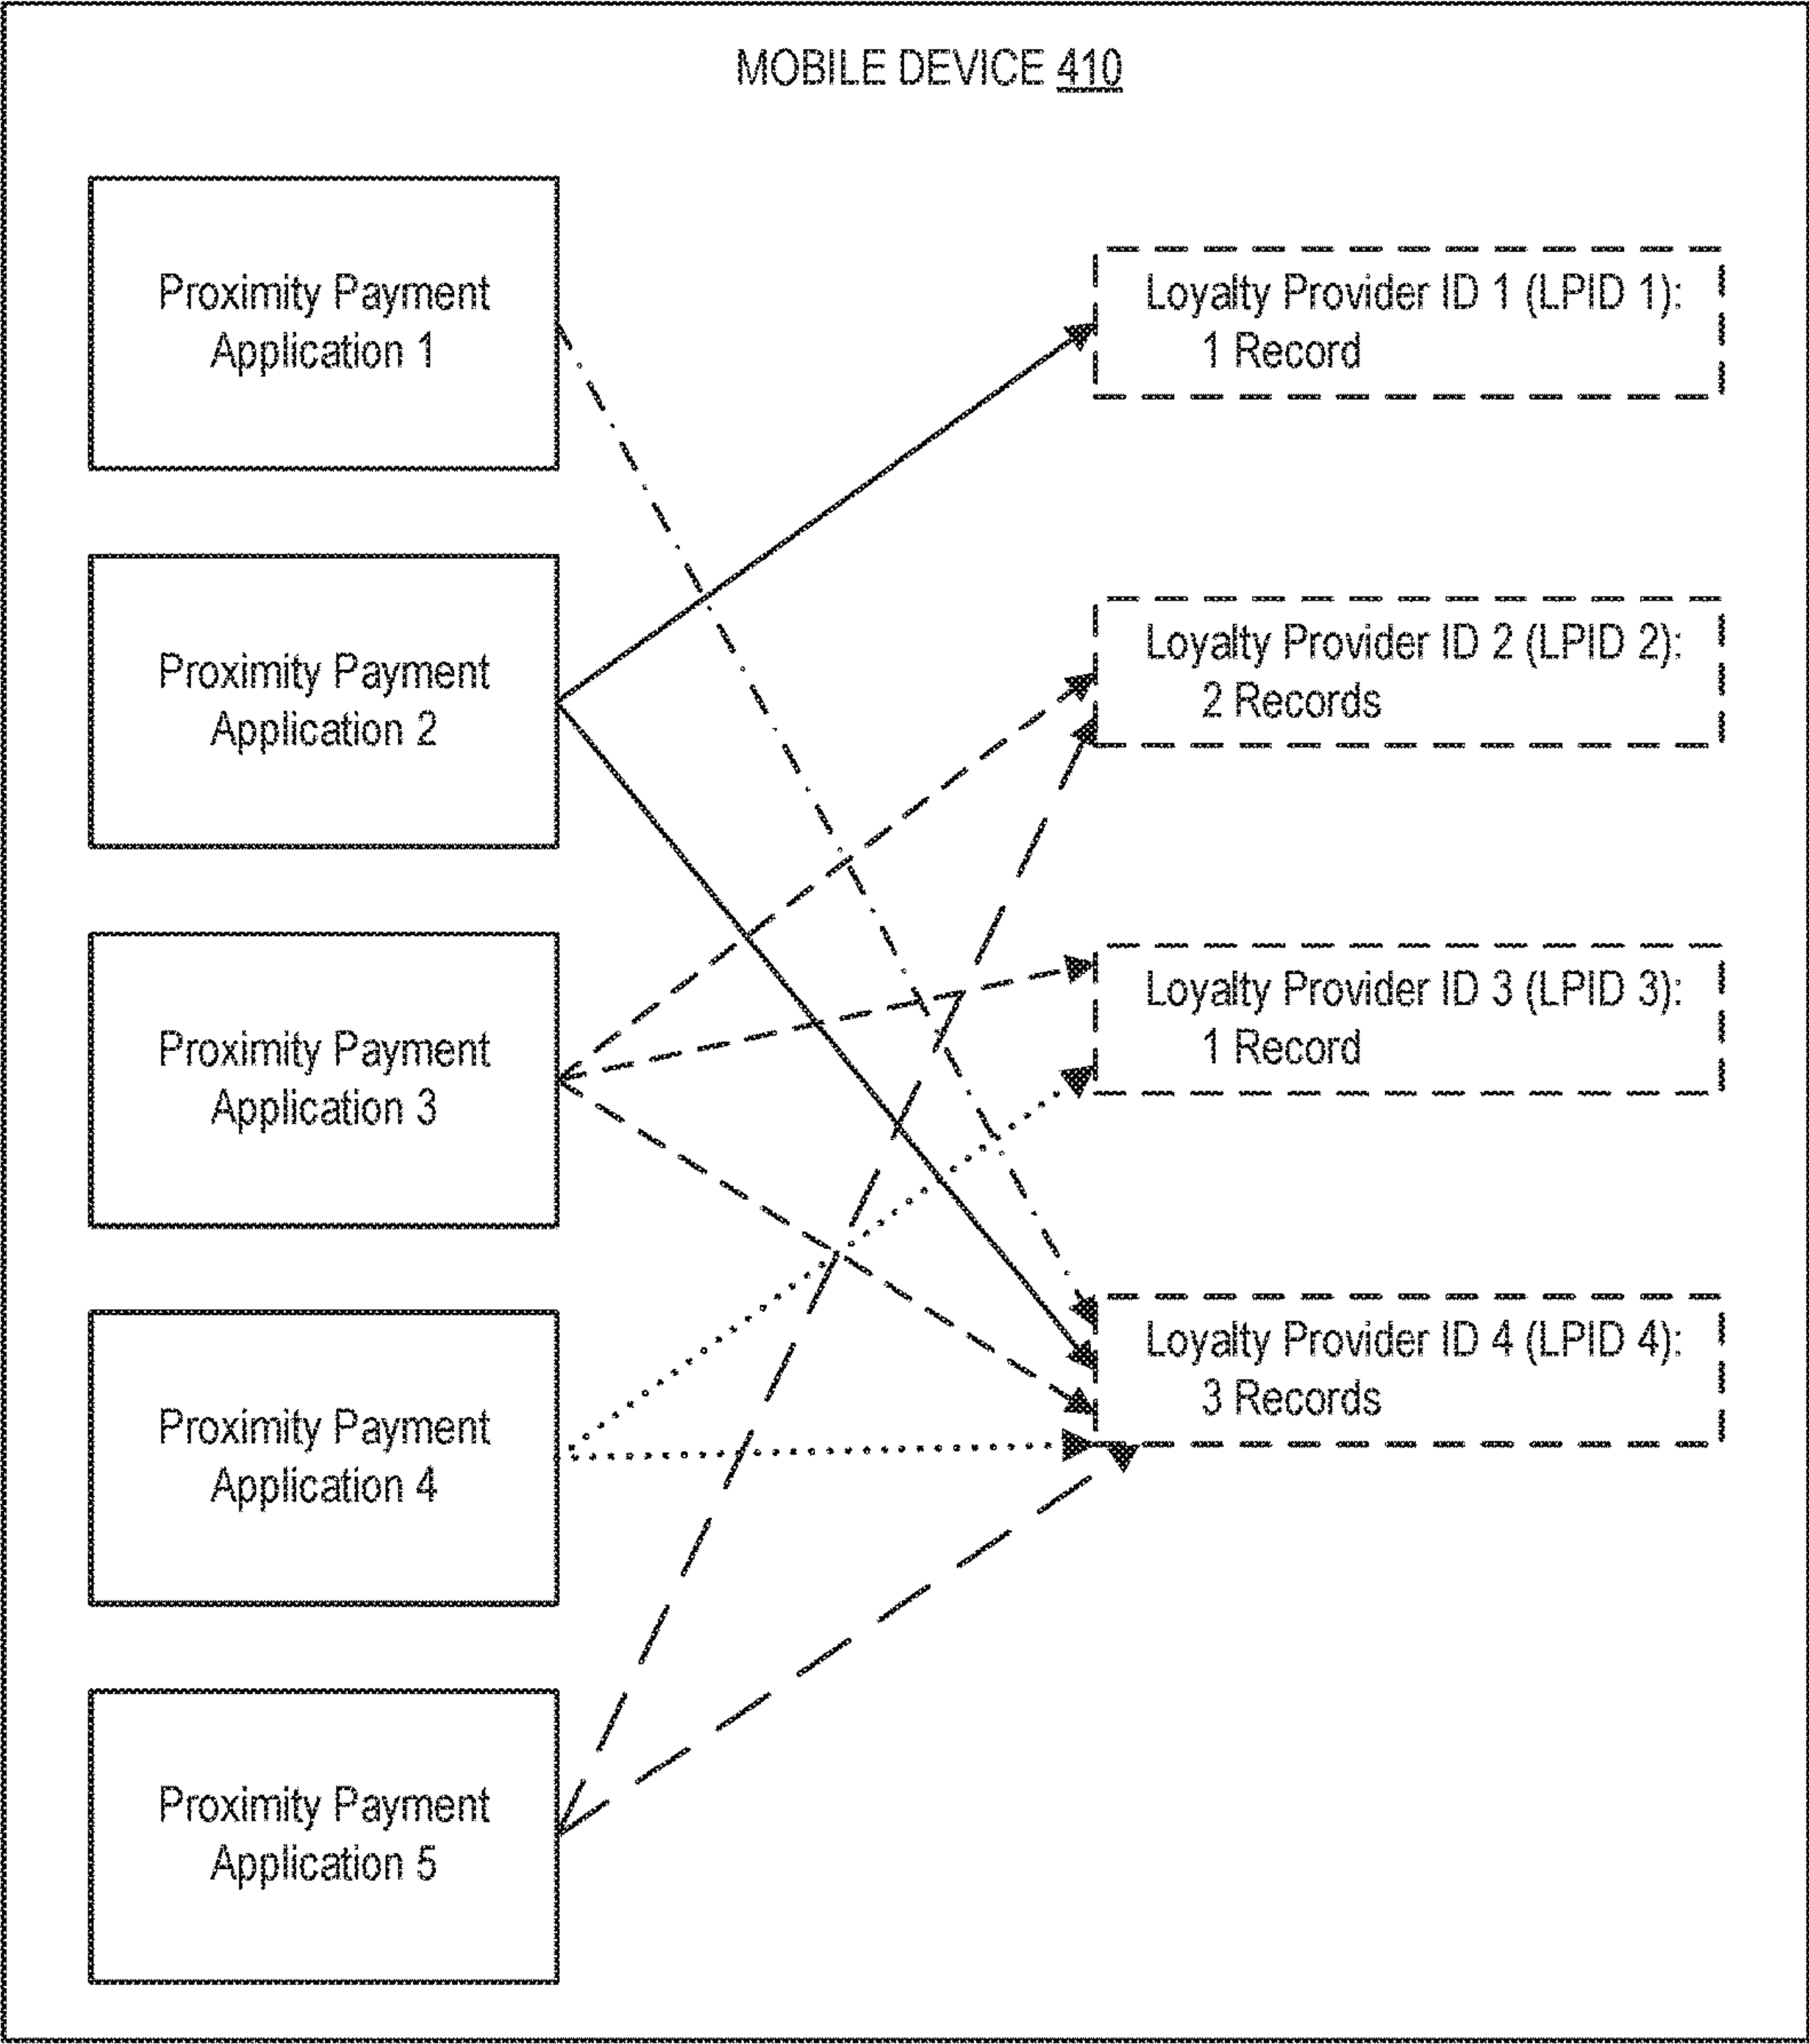 MOBILE DEVICE 410
Proximity Payment
Application 1
Loyalty Provider ID 1 (LPID 1):
1 Record
Proximity Payment
Application 2
Loyalty Provider ID 2 (LPID 2):
2 Records
Proximity Payment
Application 3
Loyalty Provider ID 3 (LPID 3):
1 Record
Proximity Payment
Application 4
Loyalty Provider ID 4 (LPID 4):
3 Records
Proximity Payment
Application 5